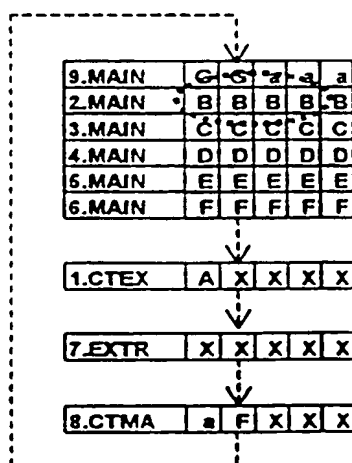 9.MAIN G G a a a
2.MAIN B B B B B
3.MAIN C C C C C
4.MAIN D D D D D
5.MAIN E E E E E
6.MAIN F F F F F
1.CTEX A X X X X
7.EXTR X X X X X
8.CTMA a F X X X